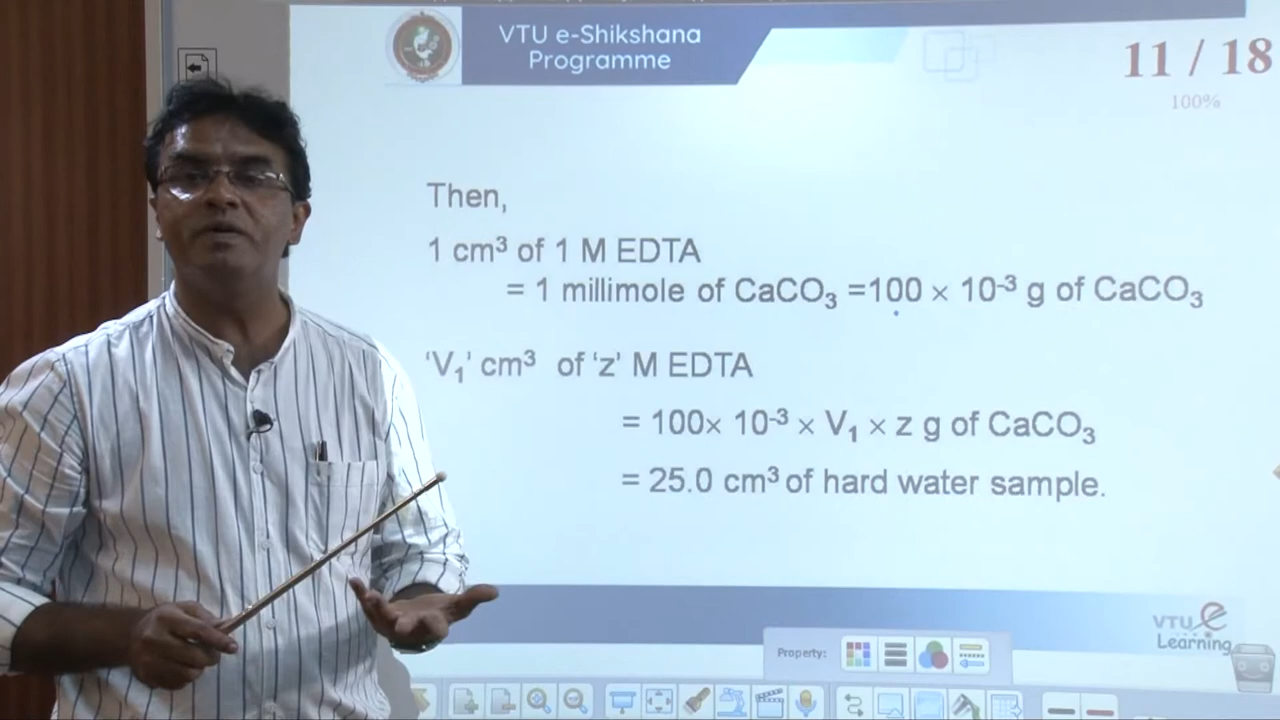 VTU e-Shikshana
Programme
11 / 18
100%
Then,
1 cm³ of 1 M EDTA
= 1 millimole of CaCO₃ =100 × 10⁻³ g of CaCO₃
‘V₁’ cm³ of ‘z’ M EDTA
= 100× 10⁻³ × V₁ × z g of CaCO₃
= 25.0 cm³ of hard water sample.
VTU e
Learning
Property: